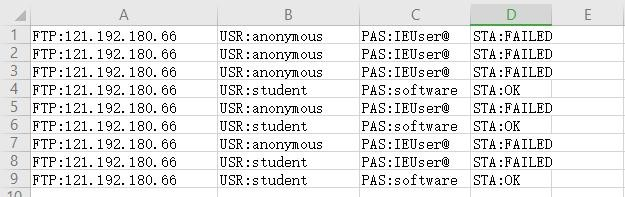 A B C D E
1 FTP:121.192.180.66 USR:anonymous PAS:IEUser@ STA:FAILED
2 FTP:121.192.180.66 USR:anonymous PAS:IEUser@ STA:FAILED
3 FTP:121.192.180.66 USR:anonymous PAS:IEUser@ STA:FAILED
4 FTP:121.192.180.66 USR:student PAS:software STA:OK
5 FTP:121.192.180.66 USR:anonymous PAS:IEUser@ STA:FAILED
6 FTP:121.192.180.66 USR:student PAS:software STA:OK
7 FTP:121.192.180.66 USR:anonymous PAS:IEUser@ STA:FAILED
8 FTP:121.192.180.66 USR:student PAS:IEUser@ STA:FAILED
9 FTP:121.192.180.66 USR:student PAS:software STA:OK
10